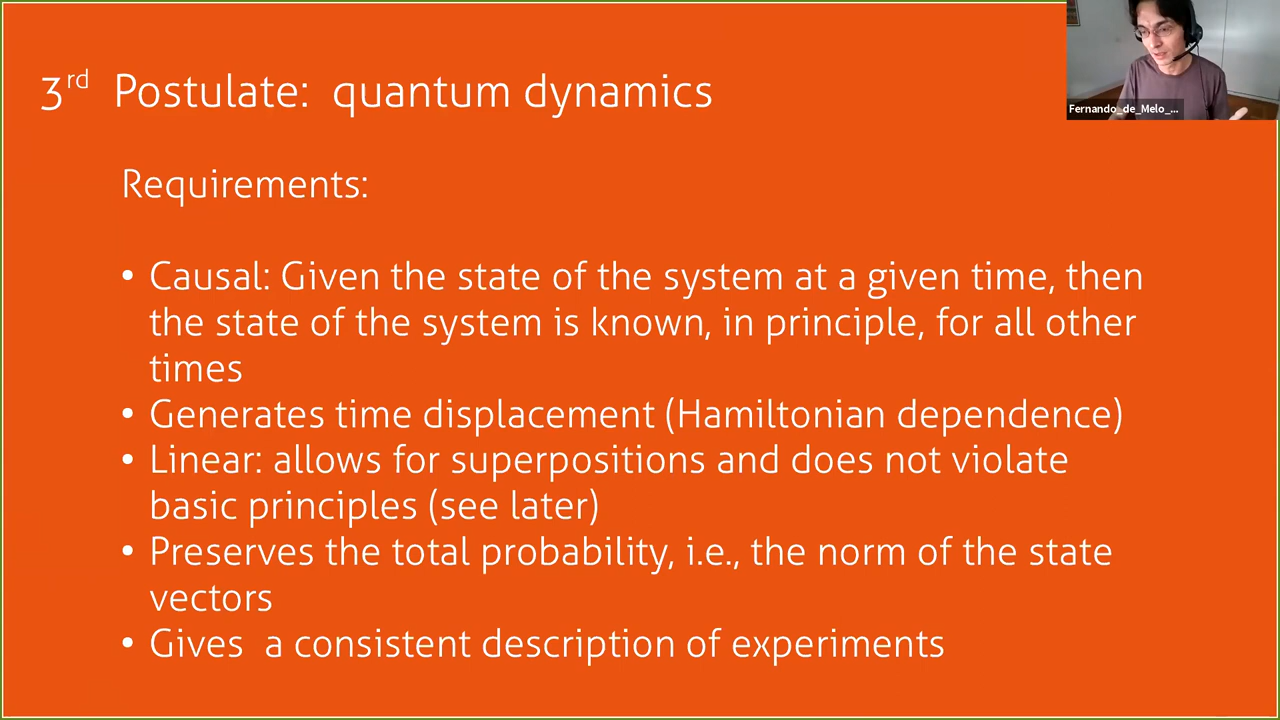 3rd Postulate: quantum dynamics
Fernando_de_Melo_...
Requirements:
• Causal: Given the state of the system at a given time, then
the state of the system is known, in principle, for all other
times
• Generates time displacement (Hamiltonian dependence)
• Linear: allows for superpositions and does not violate
basic principles (see later)
• Preserves the total probability, i.e., the norm of the state
vectors
• Gives a consistent description of experiments